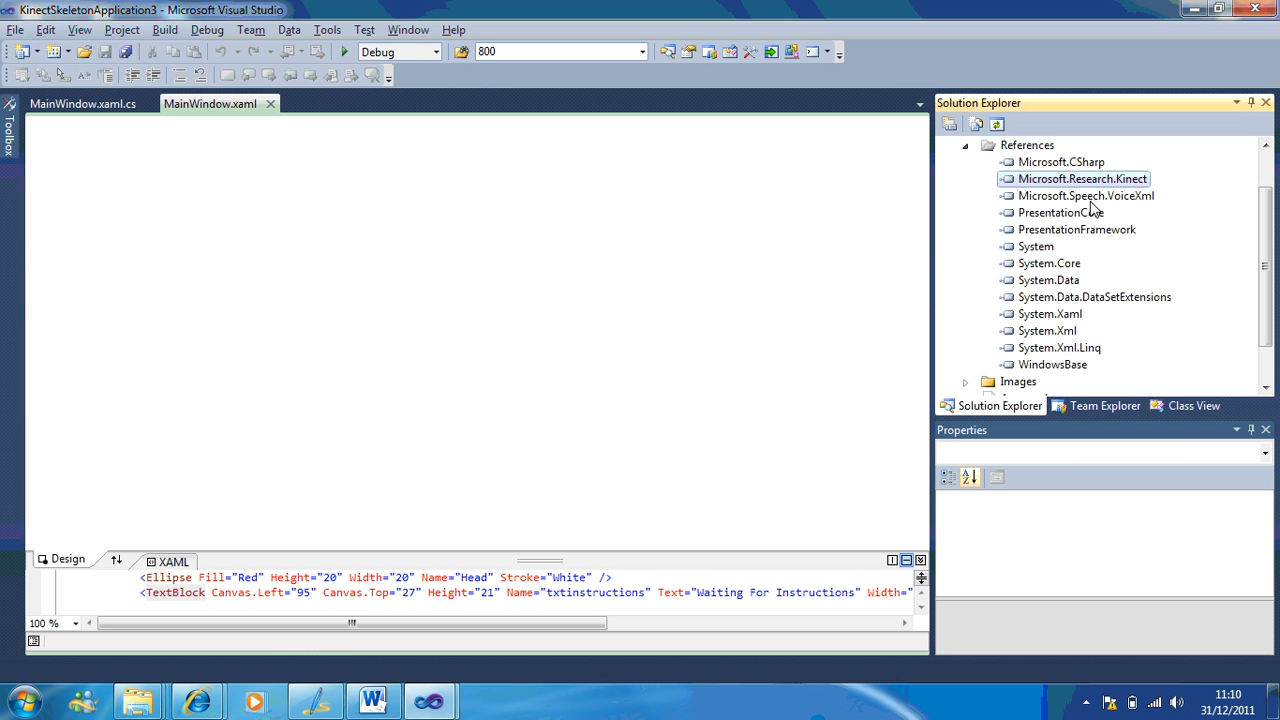 KinectSkeletonApplication3 - Microsoft Visual Studio
File Edit View Project Build Debug Team Data Tools Test Window Help
Debug 800
MainWindow.xaml.cs MainWindow.xaml
Toolbox
Solution Explorer
References
Microsoft.CSharp
Microsoft.Research.Kinect
Microsoft.Speech.VoiceXml
PresentationCore
PresentationFramework
System
System.Core
System.Data
System.Data.DataSetExtensions
System.Xaml
System.Xml
System.Xml.Linq
WindowsBase
Images
Solution Explorer Team Explorer Class View
Properties
Design XAML
<Ellipse Fill="Red" Height="20" Width="20" Name="Head" Stroke="White" />
<TextBlock Canvas.Left="95" Canvas.Top="27" Height="21" Name="txtinstructions" Text="Waiting For Instructions" Width="
100 %
11:10
31/12/2011